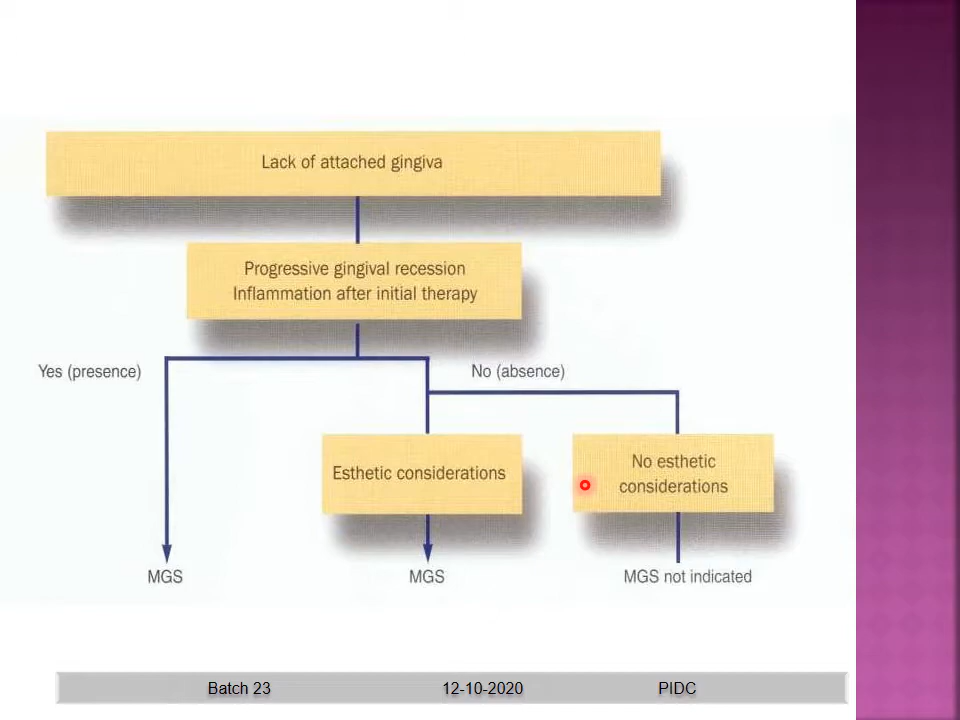 Lack of attached gingiva
Progressive gingival recession
Inflammation after initial therapy
Yes (presence)
No (absence)
Esthetic considerations
No esthetic
considerations
MGS
MGS
MGS not indicated
Batch 23
12-10-2020
PIDC